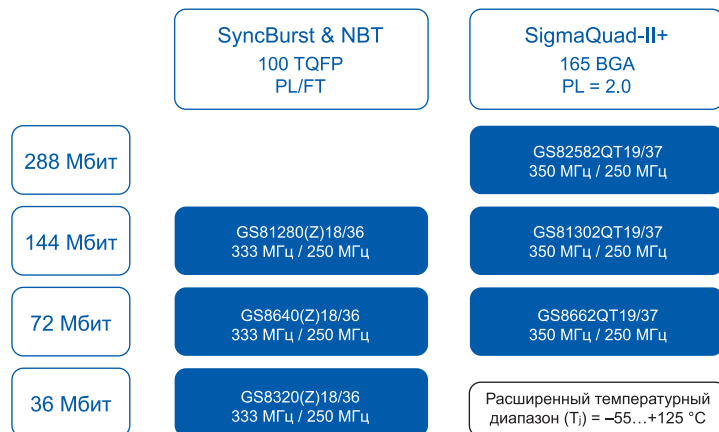 SyncBurst & NBT
100 TQFP
PL/FT
SigmaQuad-II+
165 BGA
PL = 2.0
288 Мбит
GS82582QT19/37
350 МГц / 250 МГц
144 Мбит
GS81280(Z)18/36
333 МГц / 250 МГц
GS81302QT19/37
350 МГц / 250 МГц
72 Мбит
GS8640(Z)18/36
333 МГц / 250 МГц
GS8662QT19/37
350 МГц / 250 МГц
36 Мбит
GS8320(Z)18/36
333 МГц / 250 МГц
Расширенный температурный
диапазон (Tⱼ) = –55…+125 °C